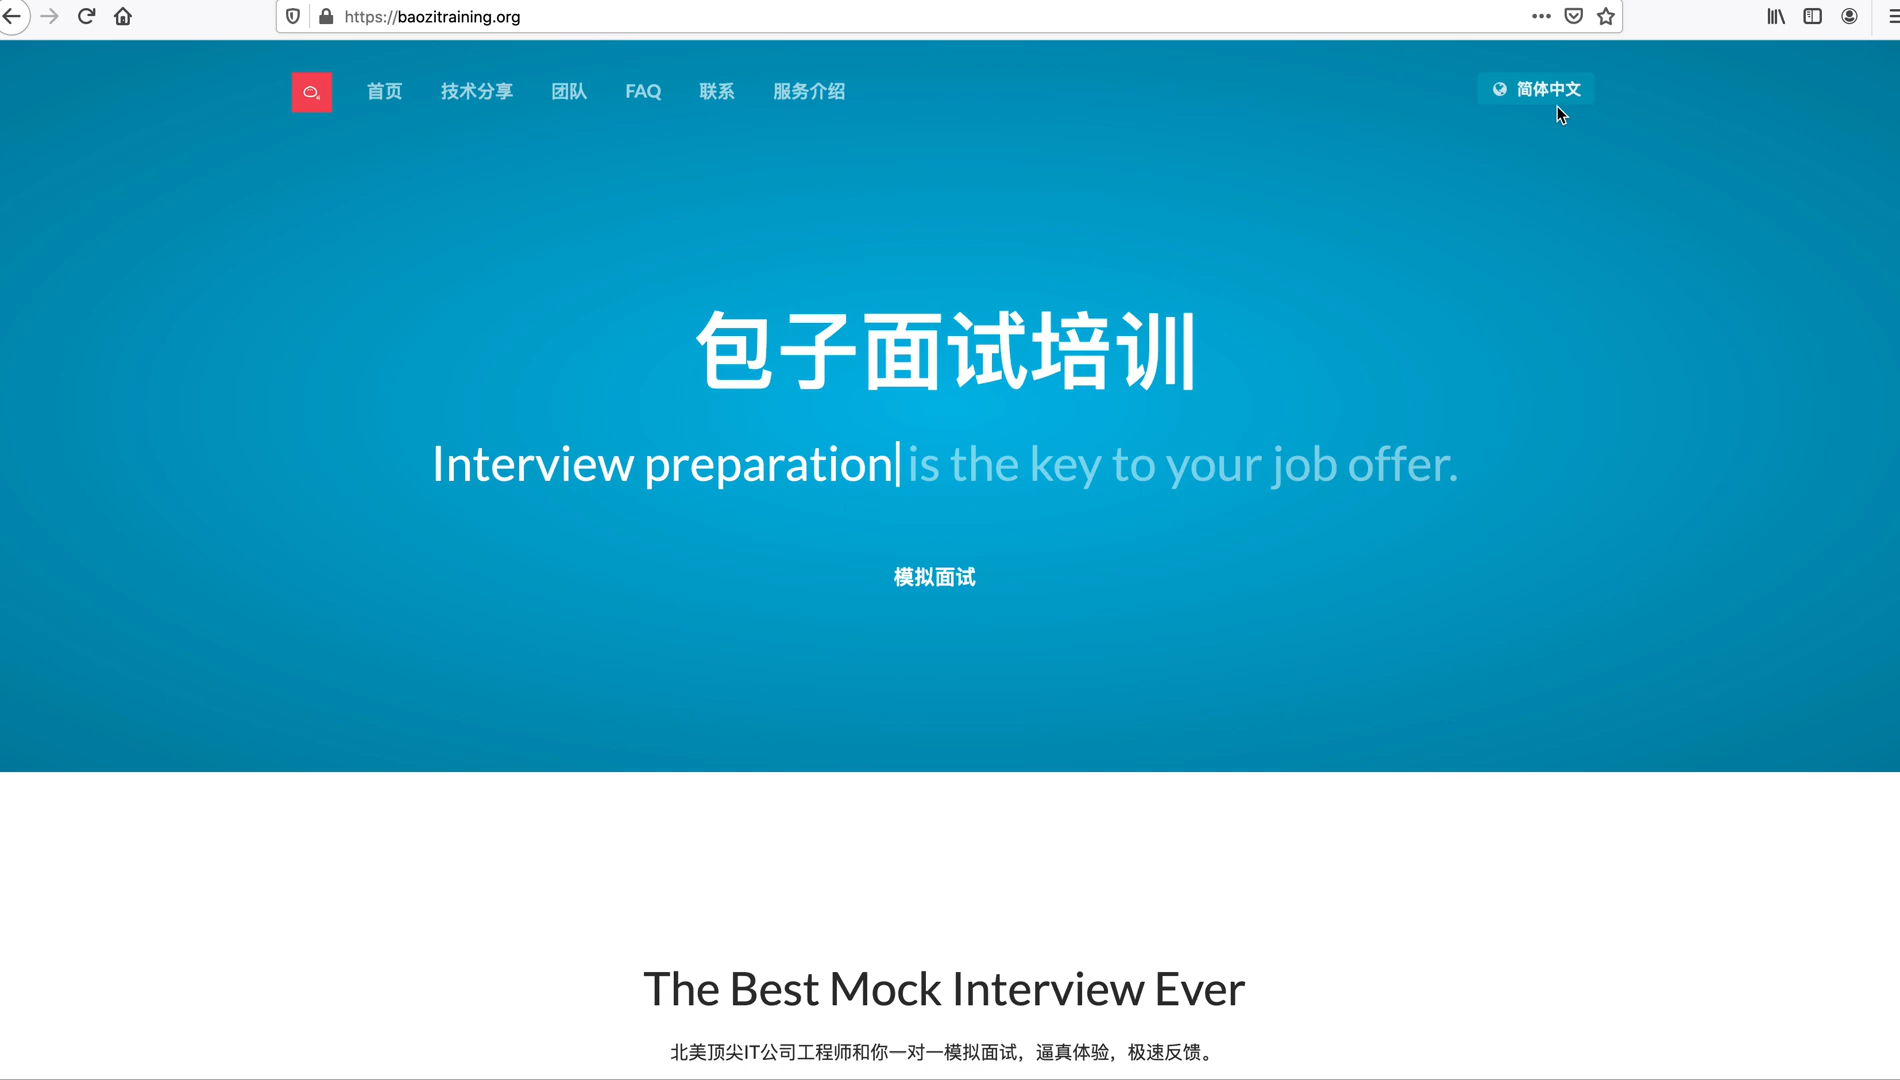 https://baozitraining.org
首页 技术分享 团队 FAQ 联系 服务介绍 简体中文
包子面试培训
Interview preparation is the key to your job offer.
模拟面试
The Best Mock Interview Ever
北美顶尖IT公司工程师和你一对一模拟面试，逼真体验，极速反馈。